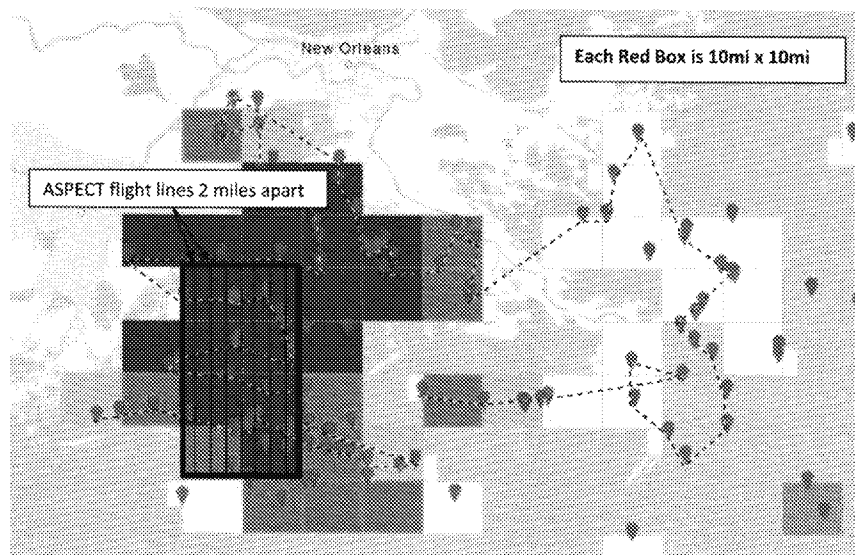 New Orleans
Each Red Box is 10mi x 10mi
ASPECT flight lines 2 miles apart